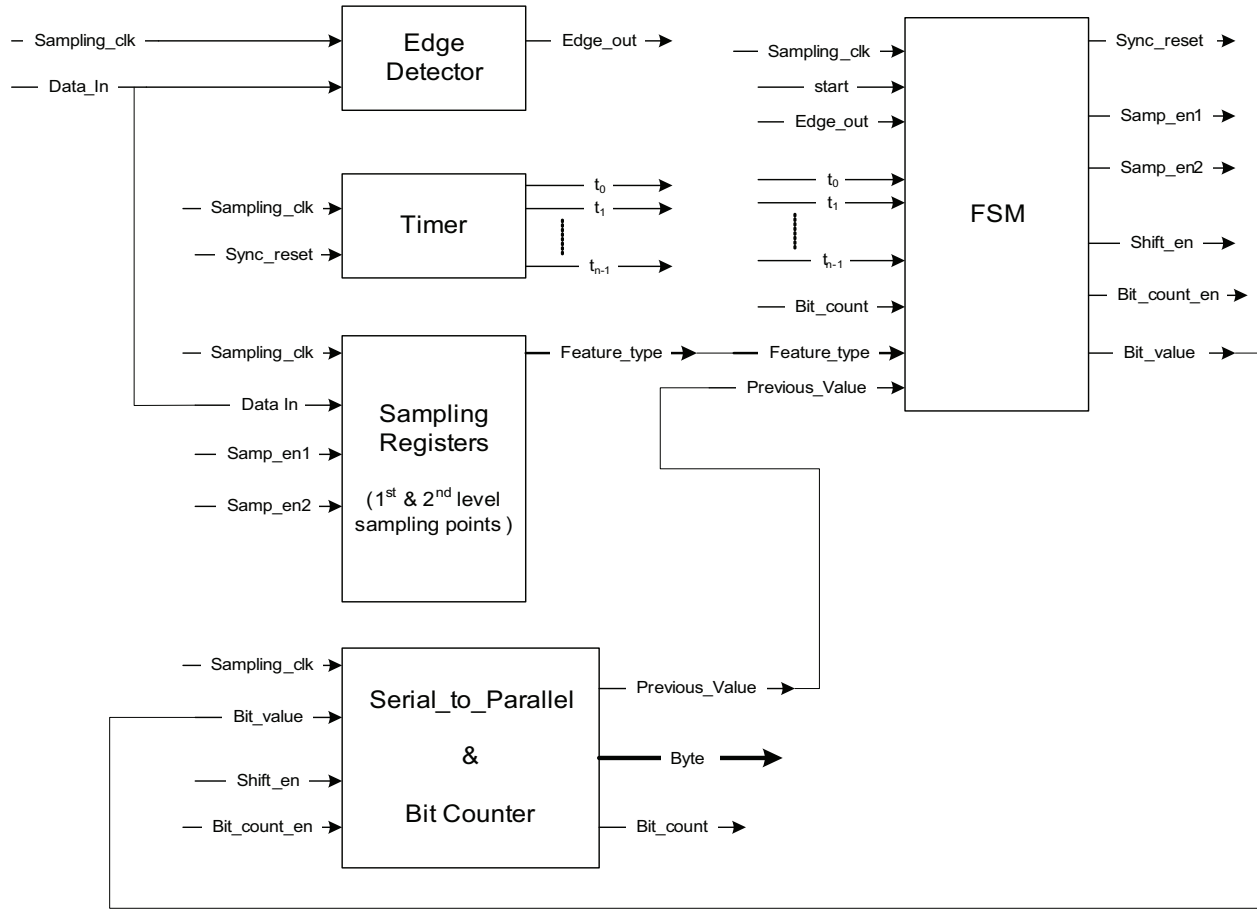 Sampling_clk
Data_In
Edge
Detector
Edge_out
Sampling_clk
Sync_reset
Timer
t0
t1
tn-1
Sampling_clk
Data In
Samp_en1
Samp_en2
Sampling
Registers
(1st & 2nd level
sampling points )
Feature_type
Sampling_clk
Bit_value
Shift_en
Bit_count_en
Serial_to_Parallel
&
Bit Counter
Previous_Value
Byte
Bit_count
Sampling_clk
start
Edge_out
t0
t1
tn-1
Bit_count
Feature_type
Previous_Value
FSM
Sync_reset
Samp_en1
Samp_en2
Shift_en
Bit_count_en
Bit_value